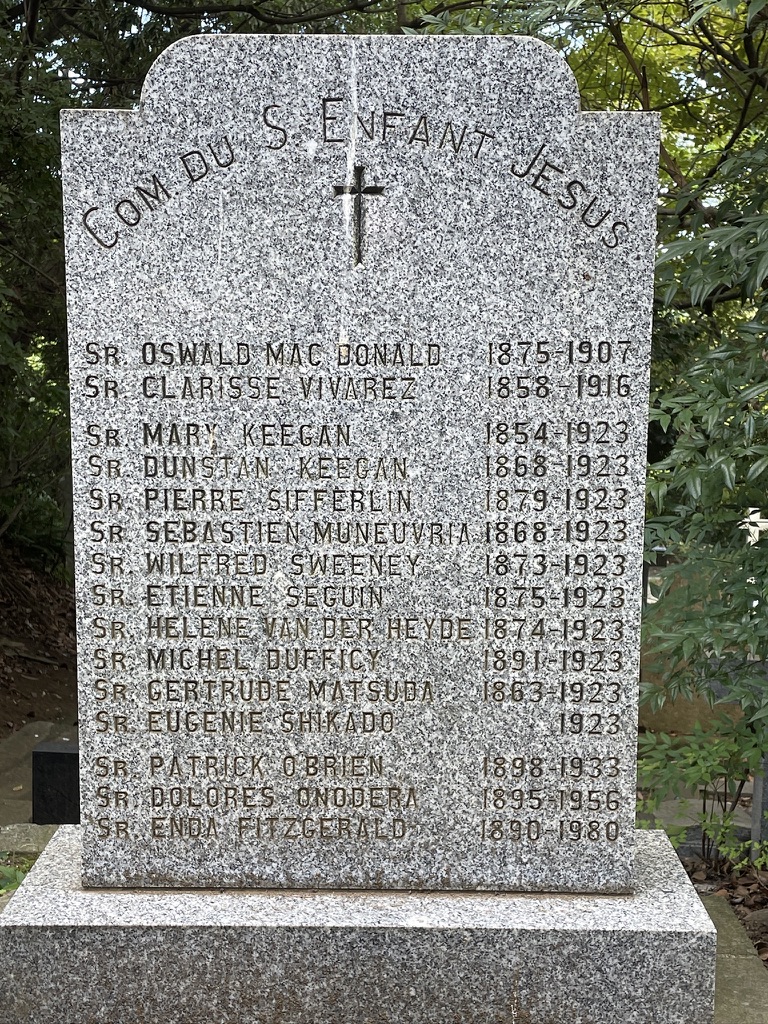 COM. DU S ENFANT JESUS
SR. OSWALD MAC DONALD 1875-1907
SR. CLARISSE VIVAREZ 1858-1916
SR. MARY KEEGAN 1854-1923
SR. DUNSTAN KEEGAN 1868-1923
SR. PIERRE SIFFERLIN 1879-1923
SR. SEBASTIEN MUNEUVRIA 1868-1923
SR. WILFRED SWEENEY 1873-1923
SR. ETIENNE SEGUIN 1875-1923
SR. HELENE VAN DER HEYDE 1874-1923
SR. MICHEL DUFFICY 1891-1923
SR. GERTRUDE MATSUDA 1863-1923
SR. EUGENIE SHIKADO 1923
SR. PATRICK O'BRIEN 1898-1933
SR. DOLORES ONODERA 1895-1956
SR. ENDA FITZGERALD 1890-1980